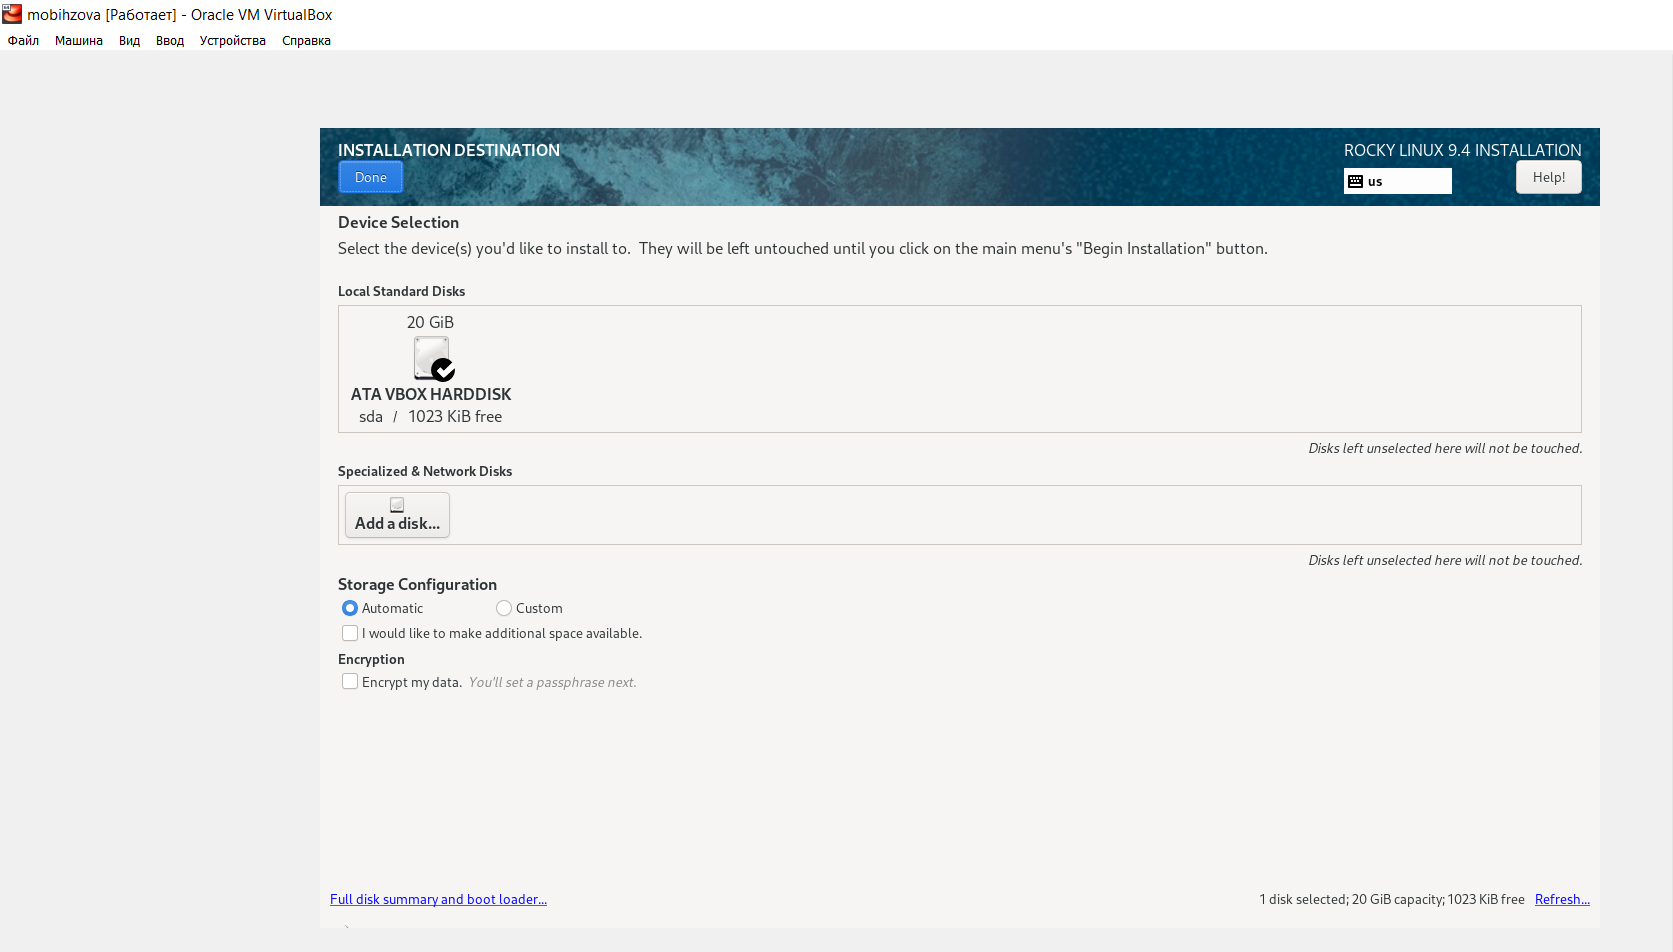 mobihzova [Работает] - Oracle VM VirtualBox
Файл Машина Вид Ввод Устройства Справка
INSTALLATION DESTINATION
ROCKY LINUX 9.4 INSTALLATION
Done
us
Help!
Device Selection
Select the device(s) you'd like to install to. They will be left untouched until you click on the main menu's "Begin Installation" button.
Local Standard Disks
20 GiB
ATA VBOX HARDDISK
sda / 1023 KiB free
Disks left unselected here will not be touched.
Specialized & Network Disks
Add a disk...
Disks left unselected here will not be touched.
Storage Configuration
Automatic Custom
I would like to make additional space available.
Encryption
Encrypt my data. You'll set a passphrase next.
Full disk summary and boot loader...
1 disk selected; 20 GiB capacity; 1023 KiB free Refresh...